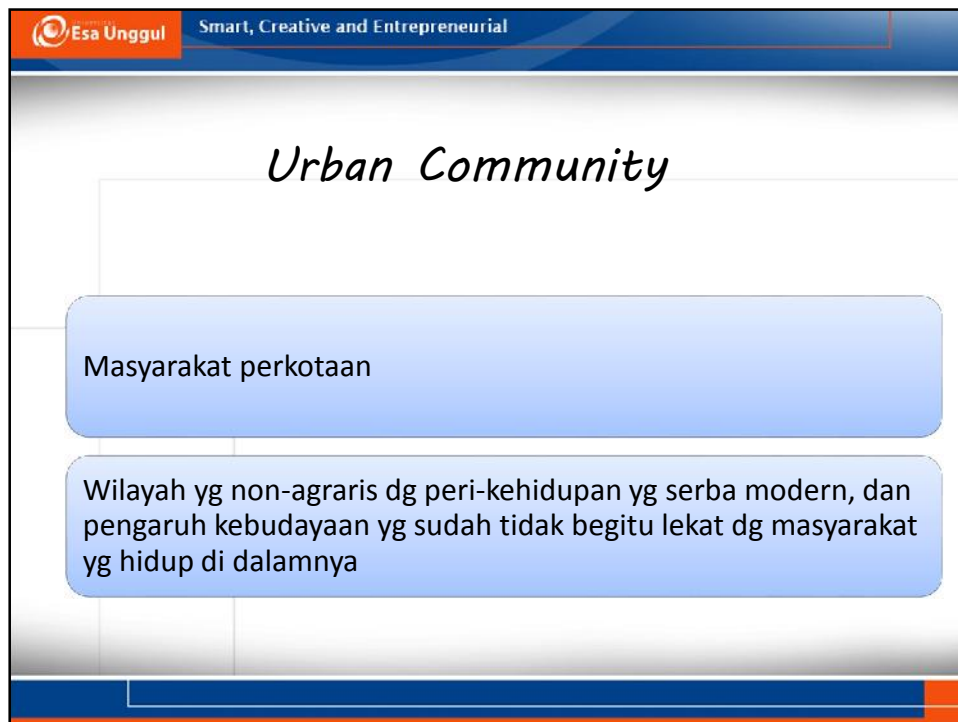 Esa Unggul
Smart, Creative and Entrepreneurial
Urban Community
Masyarakat perkotaan
Wilayah yg non-agraris dg peri-kehidupan yg serba modern, dan
pengaruh kebudayaan yg sudah tidak begitu lekat dg masyarakat
yg hidup di dalamnya